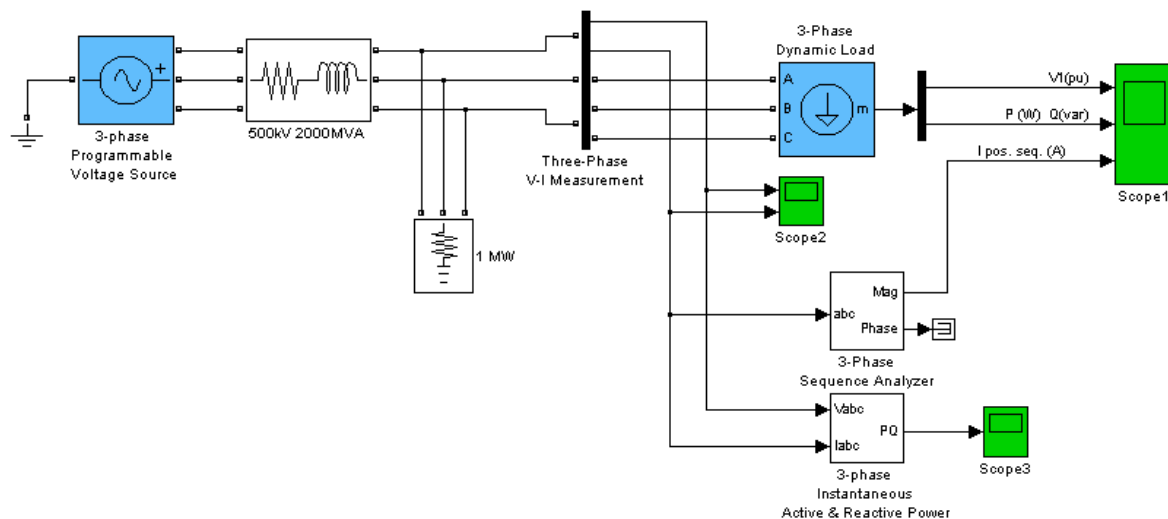 3-phase
Programmable
Voltage Source
+
500kV 2000MVA
1 MW
Three-Phase
V-I Measurement
3-Phase
Dynamic Load
A
B
C
m
V1(pu)
P (W) Q(var)
I pos. seq. (A)
Scope1
Scope2
abc
Mag
Phase
3-Phase
Sequence Analyzer
Vabc
Iabc
PQ
3-phase
Instantaneous
Active & Reactive Power
Scope3